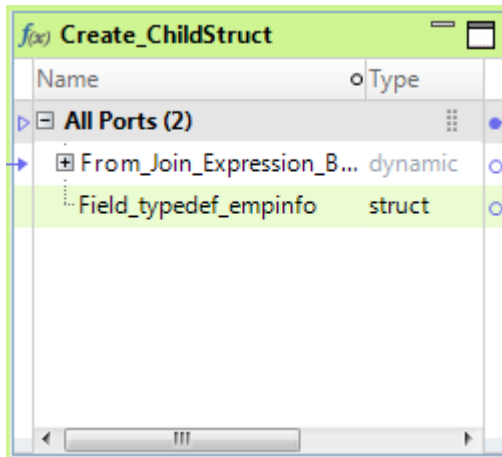 f(x) Create_ChildStruct
Name Type
All Ports (2)
From_Join_Expression_B... dynamic
Field_typedef_empinfo struct